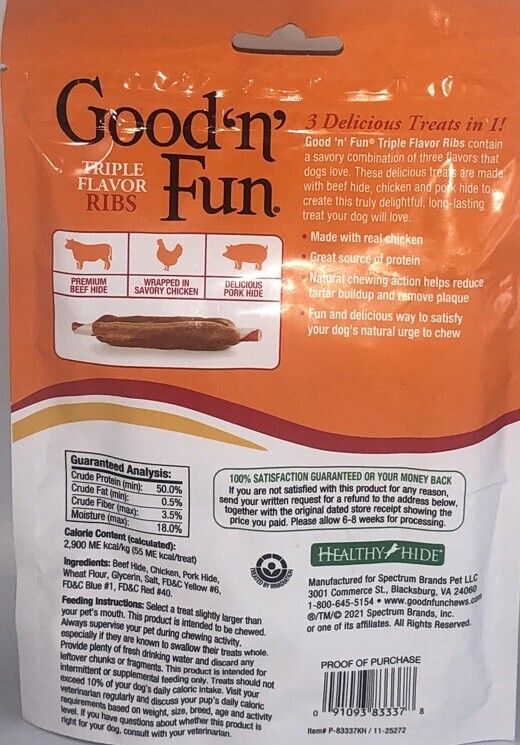 Good'n'
Fun®
TRIPLE
FLAVOR
RIBS
3 Delicious Treats in 1!
Good 'n' Fun® Triple Flavor Ribs contain
a savory combination of three flavors that
dogs love. These delicious treats are made
with beef hide, chicken and pork hide to
create this truly delightful, long-lasting
treat your dog will love.
• Made with real chicken
• Great source of protein
• Natural chewing action helps reduce
tartar buildup and remove plaque
• Fun and delicious way to satisfy
your dog's natural urge to chew
PREMIUM
BEEF HIDE
WRAPPED IN
SAVORY CHICKEN
DELICIOUS
PORK HIDE
Guaranteed Analysis:
Crude Protein (min): 50.0%
Crude Fat (min): 0.5%
Crude Fiber (max): 3.5%
Moisture (max): 18.0%
Calorie Content (calculated):
2,900 ME kcal/kg (55 ME kcal/treat)
Ingredients: Beef Hide, Chicken, Pork Hide,
Wheat Flour, Glycerin, Salt, FD&C Yellow #6,
FD&C Blue #1, FD&C Red #40.
Feeding Instructions: Select a treat slightly larger than
your pet's mouth. This product is intended to be chewed.
Always supervise your pet during chewing activity,
especially if they are known to swallow their treats whole.
Provide plenty of fresh drinking water and discard any
leftover chunks or fragments. This product is intended for
intermittent or supplemental feeding only. Treats should not
exceed 10% of your dog's daily caloric intake. Visit your
veterinarian regularly and discuss your pup's daily caloric
requirements based on weight, size, breed, age and activity
level. If you have questions about whether this product is
right for your dog, consult with your veterinarian.
100% SATISFACTION GUARANTEED OR YOUR MONEY BACK
If you are not satisfied with this product for any reason,
send your written request for a refund to the address below,
together with the original dated store receipt showing the
price you paid. Please allow 6-8 weeks for processing.
TREATED BY IRRADIATION
HEALTHY HIDE®
Manufactured for Spectrum Brands Pet LLC
3001 Commerce St., Blacksburg, VA 24060
1-800-645-5154 • www.goodnfunchews.com
®/TM/© 2021 Spectrum Brands, Inc.
or one of its affiliates. All Rights Reserved.
PROOF OF PURCHASE
0 91093 83337 8
Item# P-83337KH / 11-25272